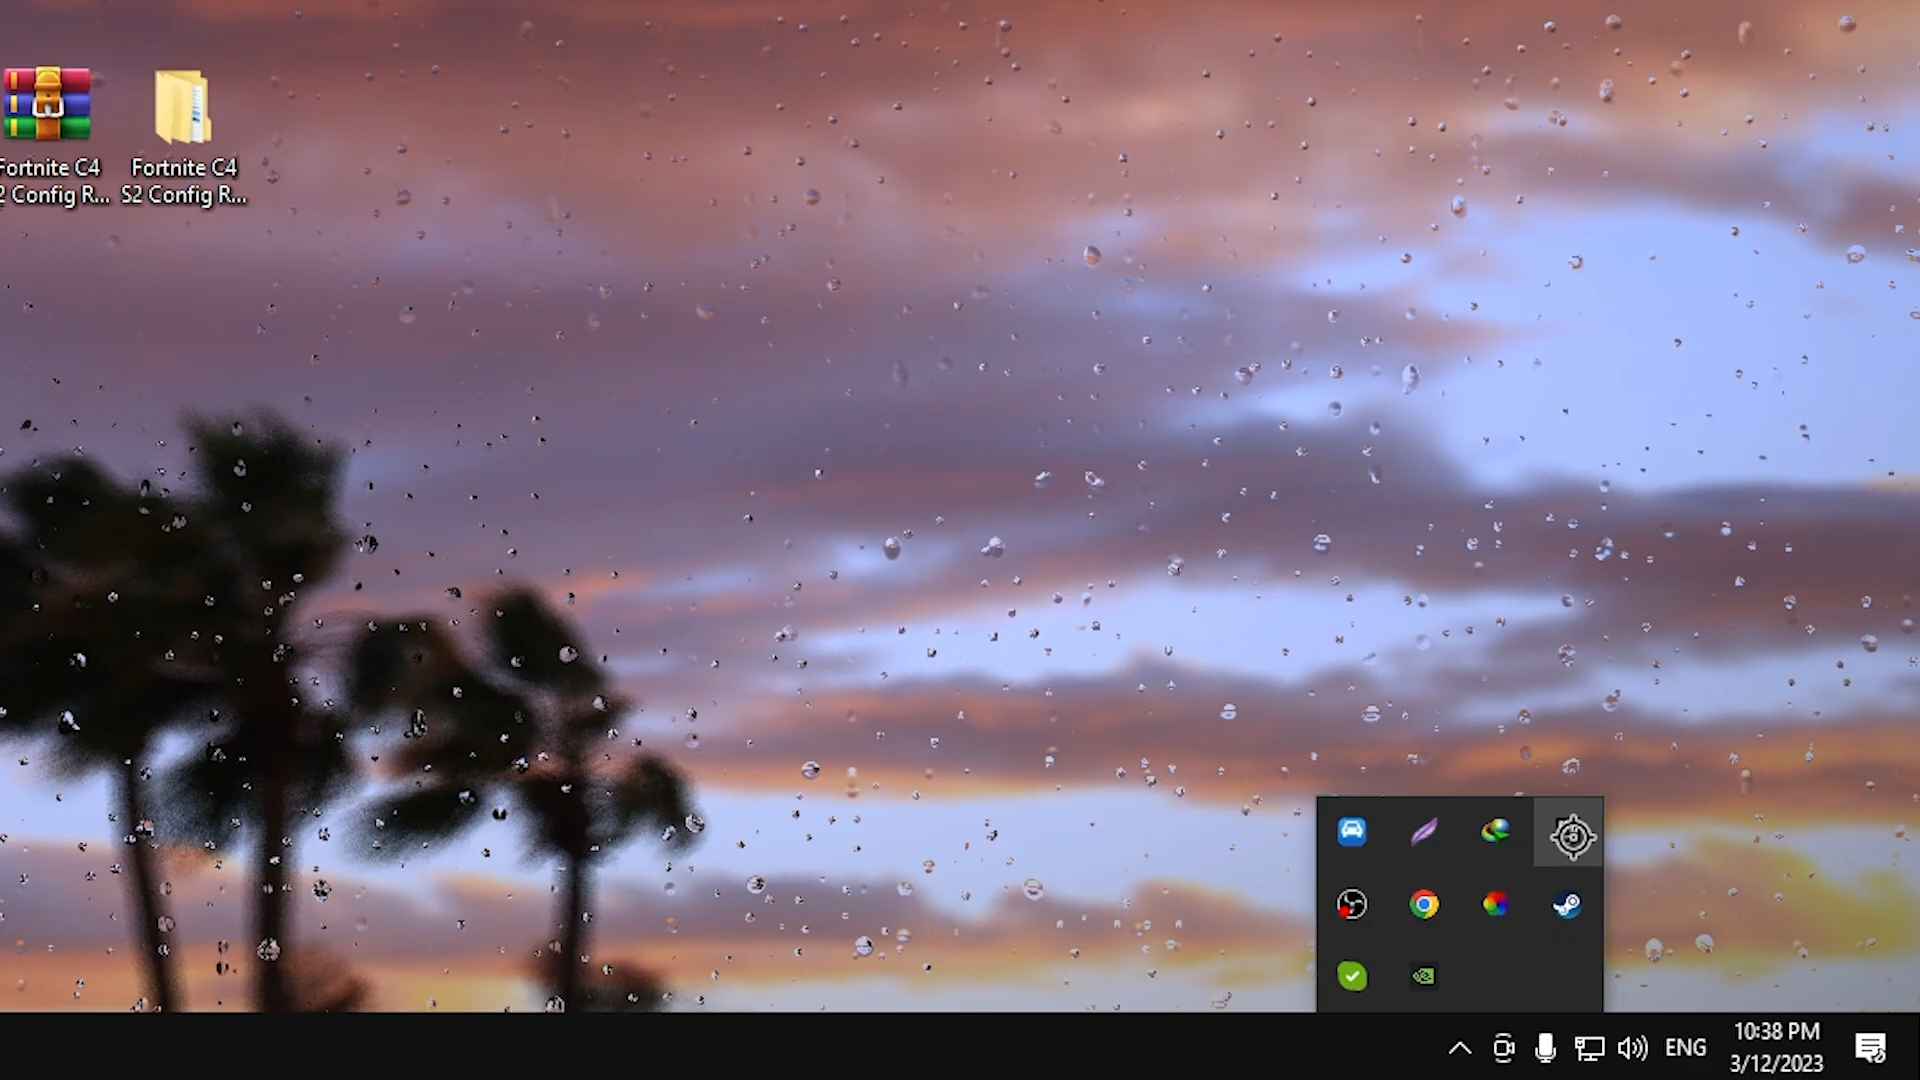 Fortnite C4
2 Config R...
Fortnite C4
S2 Config R...
ENG
10:38 PM
3/12/2023